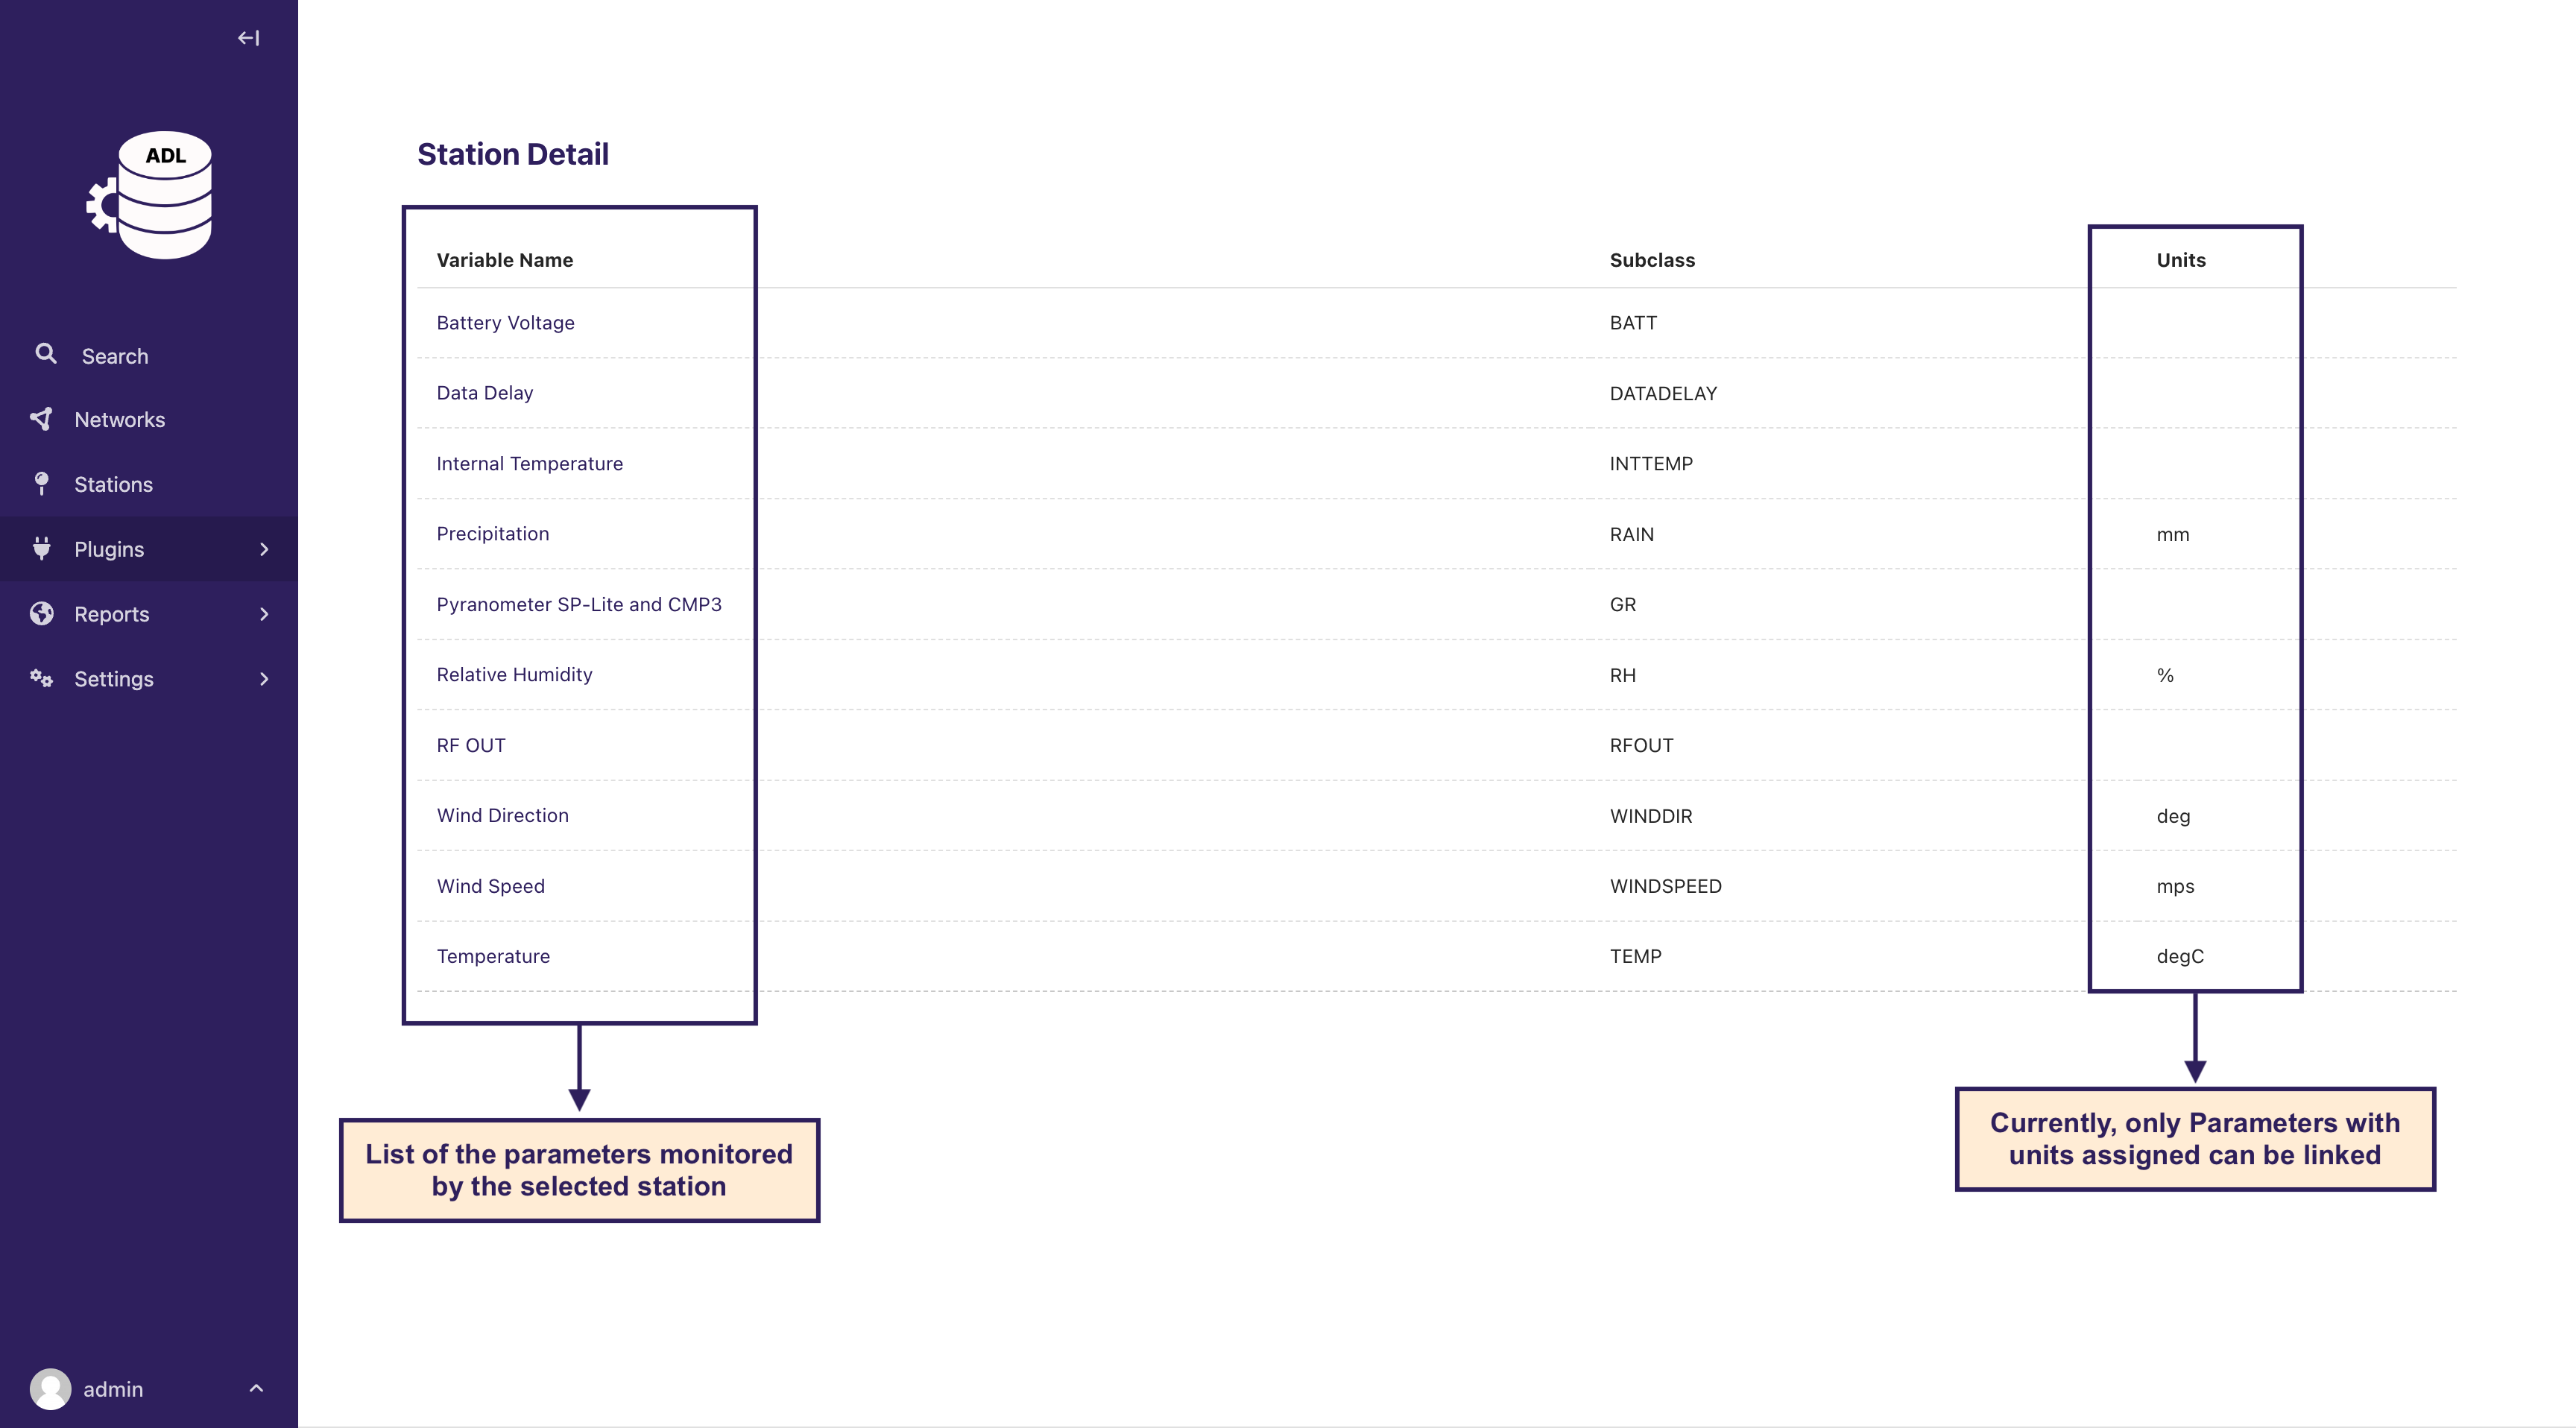 ADL
Search
Networks
Stations
Plugins
Reports
Settings
admin
Station Detail
Variable Name Subclass Units
Battery Voltage BATT
Data Delay DATADELAY
Internal Temperature INTTEMP
Precipitation RAIN mm
Pyranometer SP-Lite and CMP3 GR
Relative Humidity RH %
RF OUT RFOUT
Wind Direction WINDDIR deg
Wind Speed WINDSPEED mps
Temperature TEMP degC
List of the parameters monitored
by the selected station
Currently, only Parameters with
units assigned can be linked